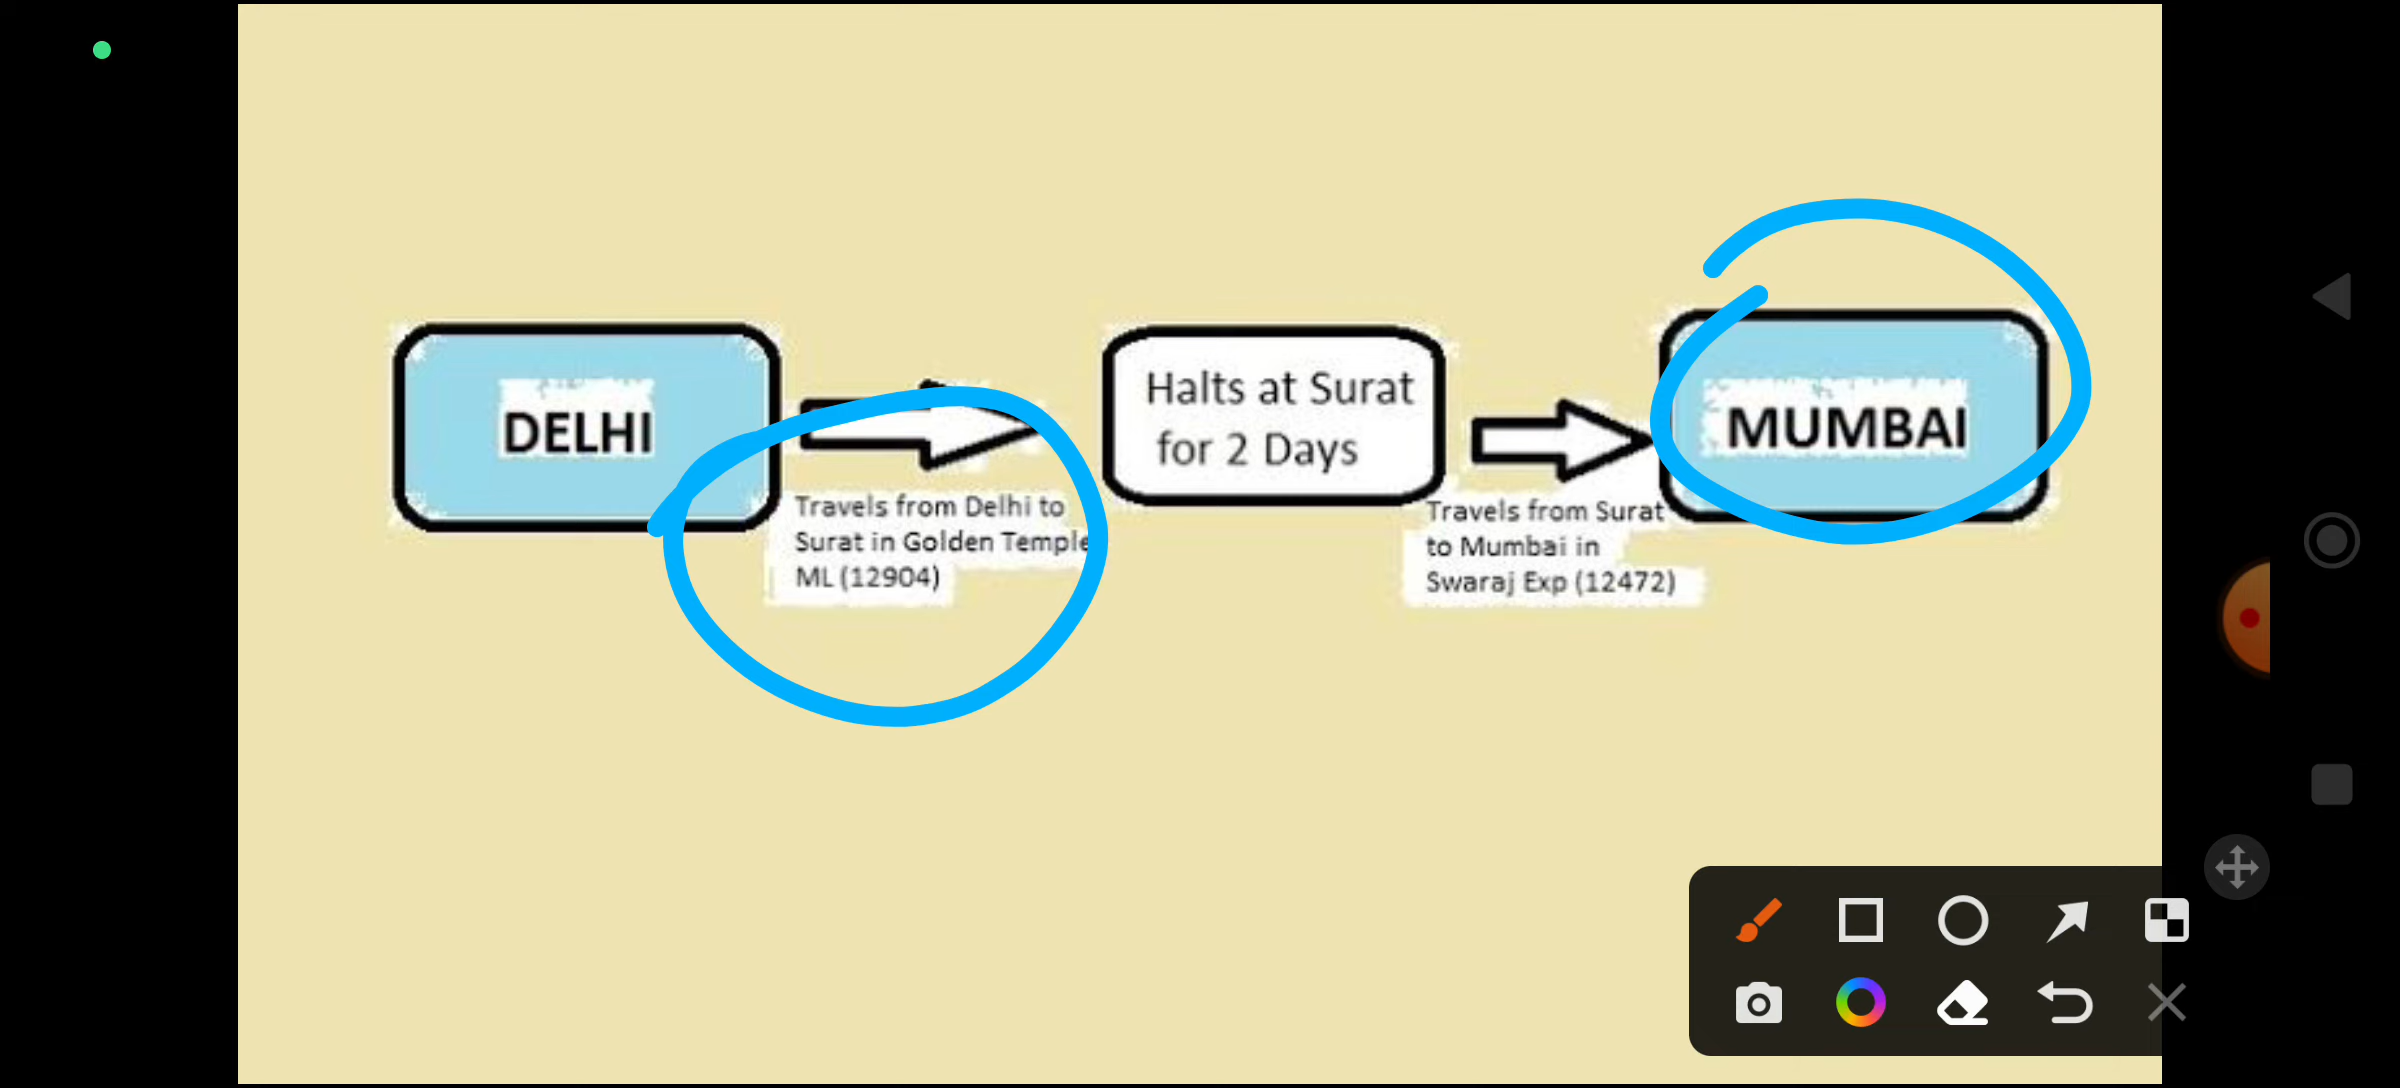 DELHI
Travels from Delhi to
Surat in Golden Temple
ML (12904)
Halts at Surat
for 2 Days
Travels from Surat
to Mumbai in
Swaraj Exp (12472)
MUMBAI